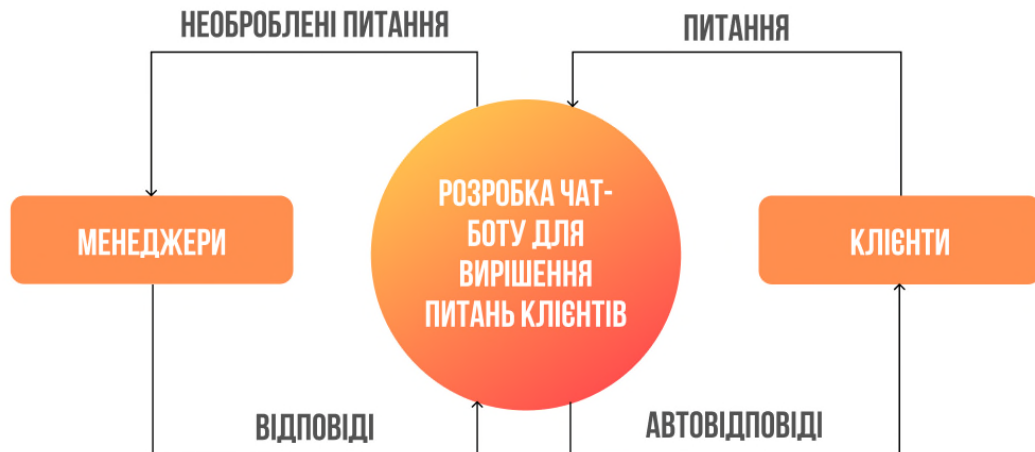 НЕОБРОБЛЕНІ ПИТАННЯ
ПИТАННЯ
МЕНЕДЖЕРИ
РОЗРОБКА ЧАТ-
БОТУ ДЛЯ
ВИРІШЕННЯ
ПИТАНЬ КЛІЄНТІВ
КЛІЄНТИ
ВІДПОВІДІ
АВТОВІДПОВІДІ